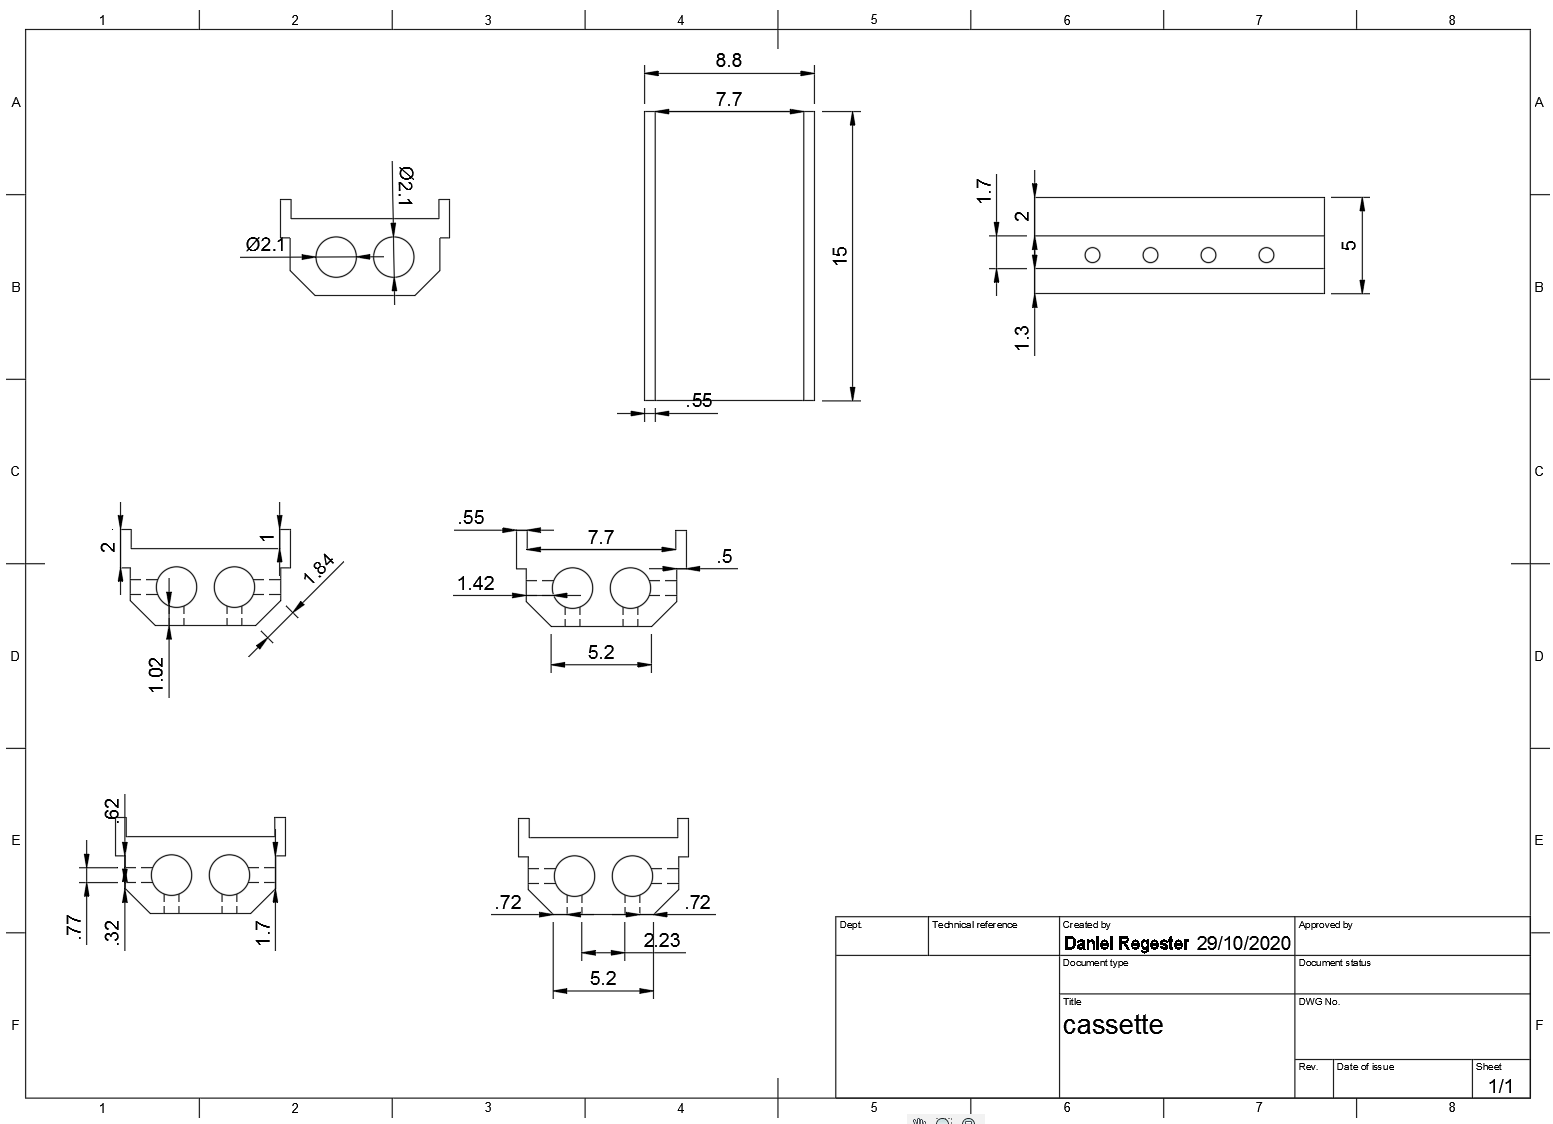 1 2 3 4 5 6 7 8
8.8
A 7.7 A
Ø2.1
1.7
2
Ø2.1
15
5
B B
1.3
.55
C C
.55
2
1
7.7
1.84
.5
1.42
1.02
5.2
D D
.62
E E
.77
.32
1.7
.72 .72
2.23
5.2
Dept. Technical reference Created by Approved by
Daniel Regester 29/10/2020
Document type Document status
Title DWG No.
cassette
F F
Rev. Date of issue Sheet
1/1
1 2 3 4 5 6 7 8